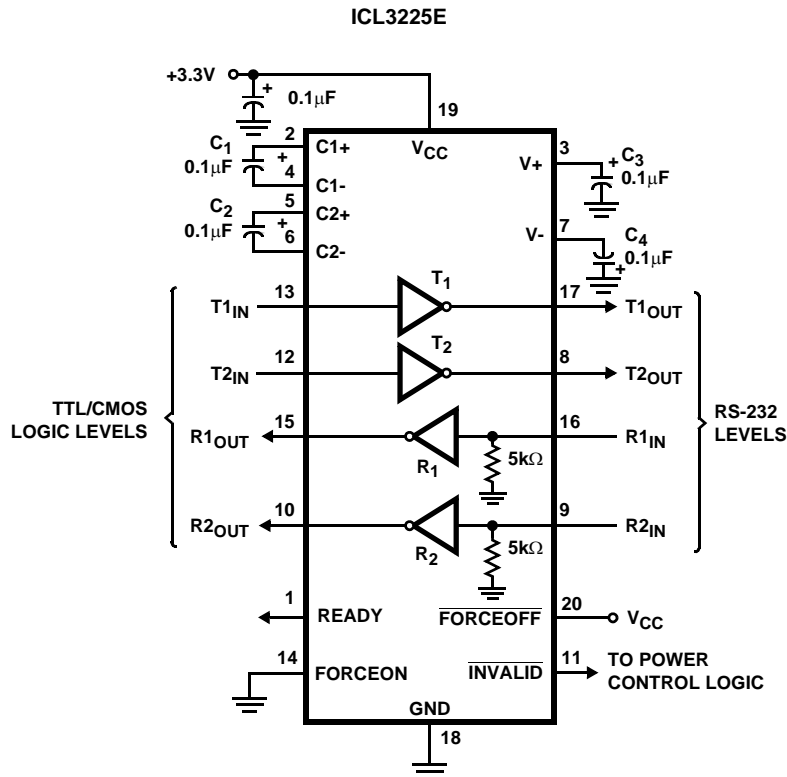 ICL3225E
+3.3V
0.1μF
19
VCC
2
C1
0.1μF
+
C1+
4
C1-
5
C2
0.1μF
+
C2+
6
C2-
3
V+
+
C3
0.1μF
7
V-
C4
0.1μF
+
+
T1IN
13
T1
17
T1OUT
T2IN
12
T2
8
T2OUT
TTL/CMOS
LOGIC LEVELS
RS-232
LEVELS
R1OUT
15
R1
16
R1IN
5kΩ
R2OUT
10
R2
9
R2IN
5kΩ
1
READY
FORCEOFF
20
VCC
14
FORCEON
INVALID
11
TO POWER
CONTROL LOGIC
GND
18